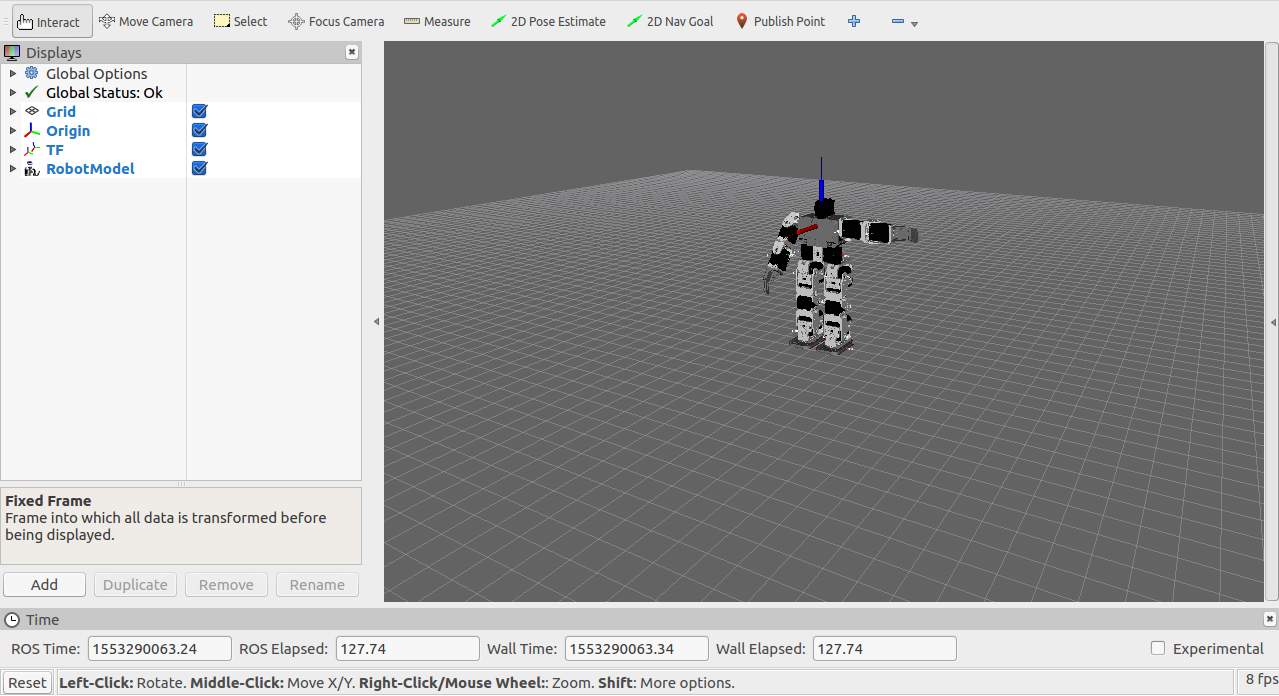 Interact Move Camera Select Focus Camera Measure 2D Pose Estimate 2D Nav Goal Publish Point
Displays
Global Options
Global Status: Ok
Grid
Origin
TF
RobotModel
Fixed Frame
Frame into which all data is transformed before
being displayed.
Add Duplicate Remove Rename
Time
ROS Time: 1553290063.24 ROS Elapsed: 127.74 Wall Time: 1553290063.34 Wall Elapsed: 127.74 Experimental
Reset Left-Click: Rotate. Middle-Click: Move X/Y. Right-Click/Mouse Wheel:: Zoom. Shift: More options. 8 fps